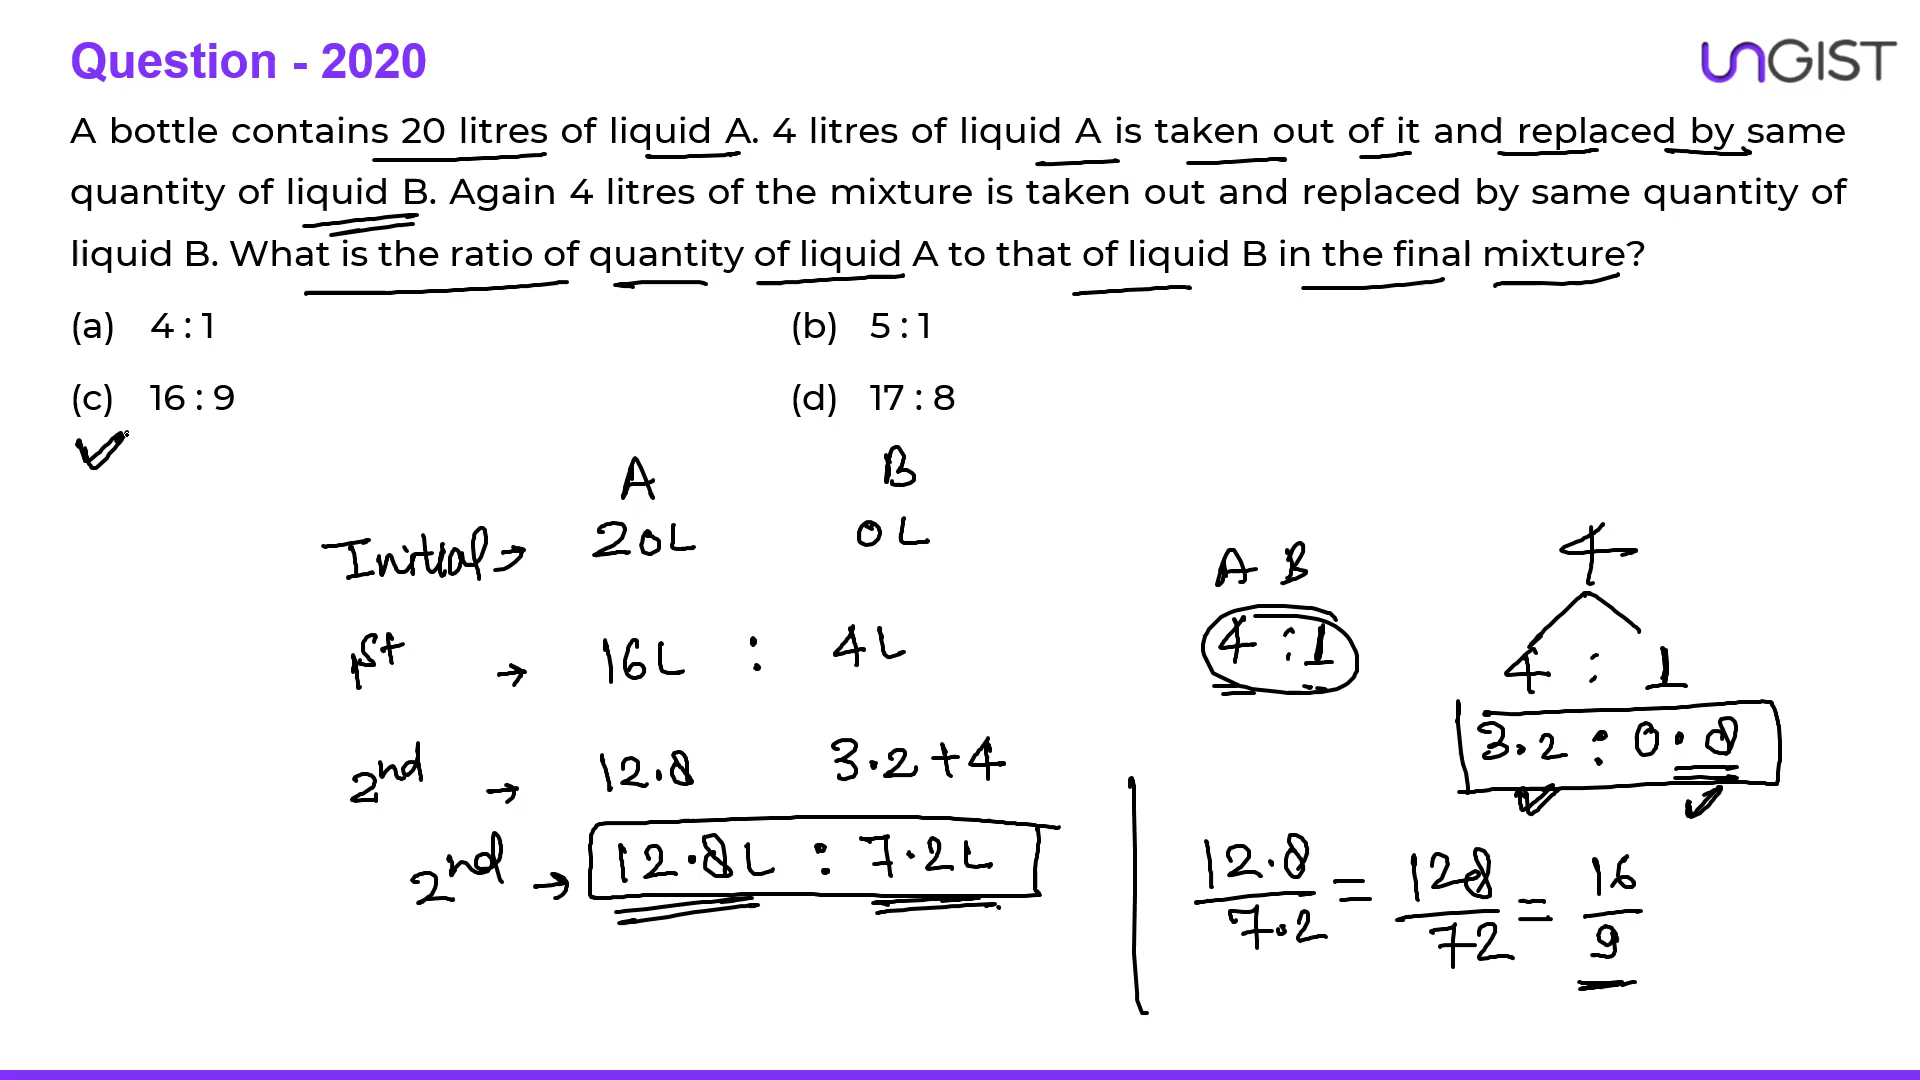 Question - 2020
UNGIST
A bottle contains 20 litres of liquid A. 4 litres of liquid A is taken out of it and replaced by same
quantity of liquid B. Again 4 litres of the mixture is taken out and replaced by same quantity of
liquid B. What is the ratio of quantity of liquid A to that of liquid B in the final mixture?
(a) 4 : 1 (b) 5 : 1
(c) 16 : 9 (d) 17 : 8
A B
Initial → 20L 0L
A B 4
1st → 16L : 4L 4 : 1 4 : 1
2nd → 12.8 3.2 + 4 3.2 : 0.8
2nd → 12.8L : 7.2L 12.8/7.2 = 128/72 = 16/9